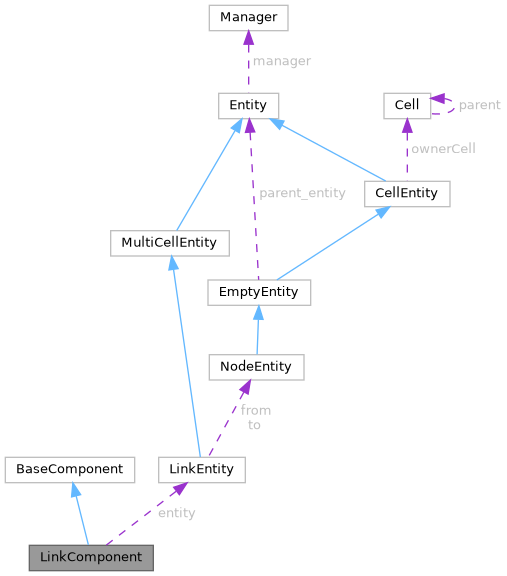 Manager
manager
Entity
Cell
parent
ownerCell
parent_entity
CellEntity
MultiCellEntity
EmptyEntity
NodeEntity
from
to
BaseComponent
LinkEntity
entity
LinkComponent